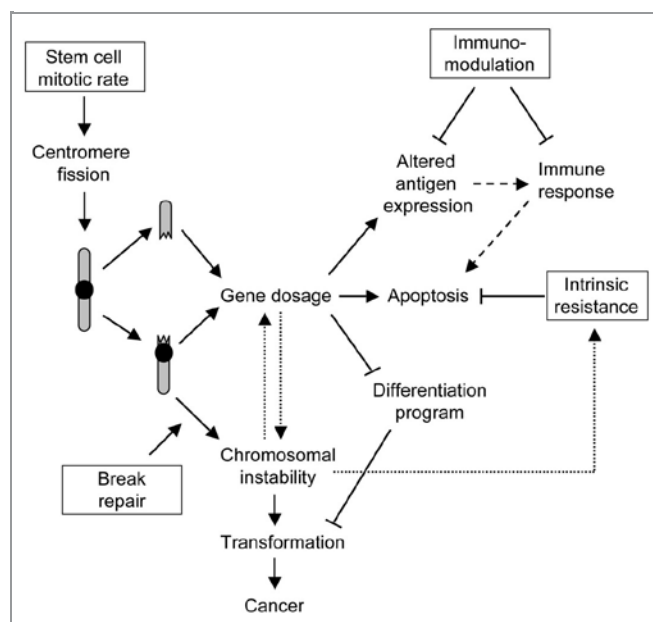 Stem cell
mitotic rate
Immuno-
modulation
Centromere
fission
Altered
antigen
expression
Immune
response
Gene dosage
Apoptosis
Intrinsic
resistance
Differentiation
program
Chromosomal
instability
Break
repair
Transformation
Cancer